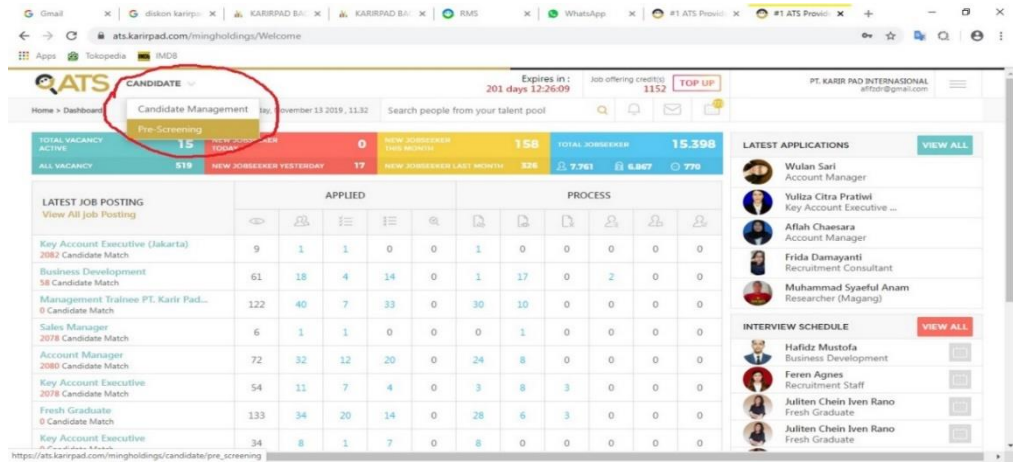 Gmail
diskon karirpa
KARIRPAD BAC
KARIRPAD BAC
RMS
WhatsApp
#1 ATS Provid
#1 ATS Provid
ats.karirpad.com/mingholdings/Welcome
Apps Tokopedia IMDB
ATS CANDIDATE
Candidate Management
Pre-Screening
Expires in :
201 days 12:26:09
Job offering credit(s)
1152
TOP UP
PT. KARIR PAD INTERNASIONAL
Home > Dashboard
November 13 2019 , 11.32
Search people from your talent pool
TOTAL VACANCY ACTIVE 15
NEW JOBSEEKER TODAY 0
NEW JOBSEEKER THIS MONTH 158
TOTAL JOBSEEKER 15.398
ALL VACANCY 519
NEW JOBSEEKER YESTERDAY 17
NEW JOBSEEKER LAST MONTH 328
7.761 6.867 770
LATEST JOB POSTING
View All job Posting
APPLIED
PROCESS
Key Account Executive (Jakarta) 9 1 1 0 0 1 0 0 0 0 0
2082 Candidate Match
Business Development 61 18 4 14 0 1 17 0 2 0 0
58 Candidate Match
Management Trainee PT. Karir Pad... 122 40 7 33 0 30 10 0 0 0 0
0 Candidate Match
Sales Manager 6 1 1 0 0 0 1 0 0 0 0
2078 Candidate Match
Account Manager 72 32 12 20 0 24 8 0 0 0 0
2080 Candidate Match
Key Account Executive 54 11 7 4 0 3 8 3 0 0 0
2078 Candidate Match
Fresh Graduate 133 34 20 14 0 28 6 3 0 0 0
0 Candidate Match
Key Account Executive 34 8 1 7 0 8 0 0 0 0 0
LATEST APPLICATIONS
VIEW ALL
Wulan Sari
Account Manager
Yuliza Citra Pratiwi
Key Account Executive ...
Aflah Chaesara
Account Manager
Frida Damayanti
Recruitment Consultant
Muhammad Syaeful Anam
Researcher (Magang)
INTERVIEW SCHEDULE
VIEW ALL
Hafidz Mustofa
Business Development
Feren Agnes
Recruitment Staff
Juliten Chein Iven Rano
Fresh Graduate
Juliten Chein Iven Rano
Fresh Graduate
https://ats.karirpad.com/mingholdings/candidate/pre_screening